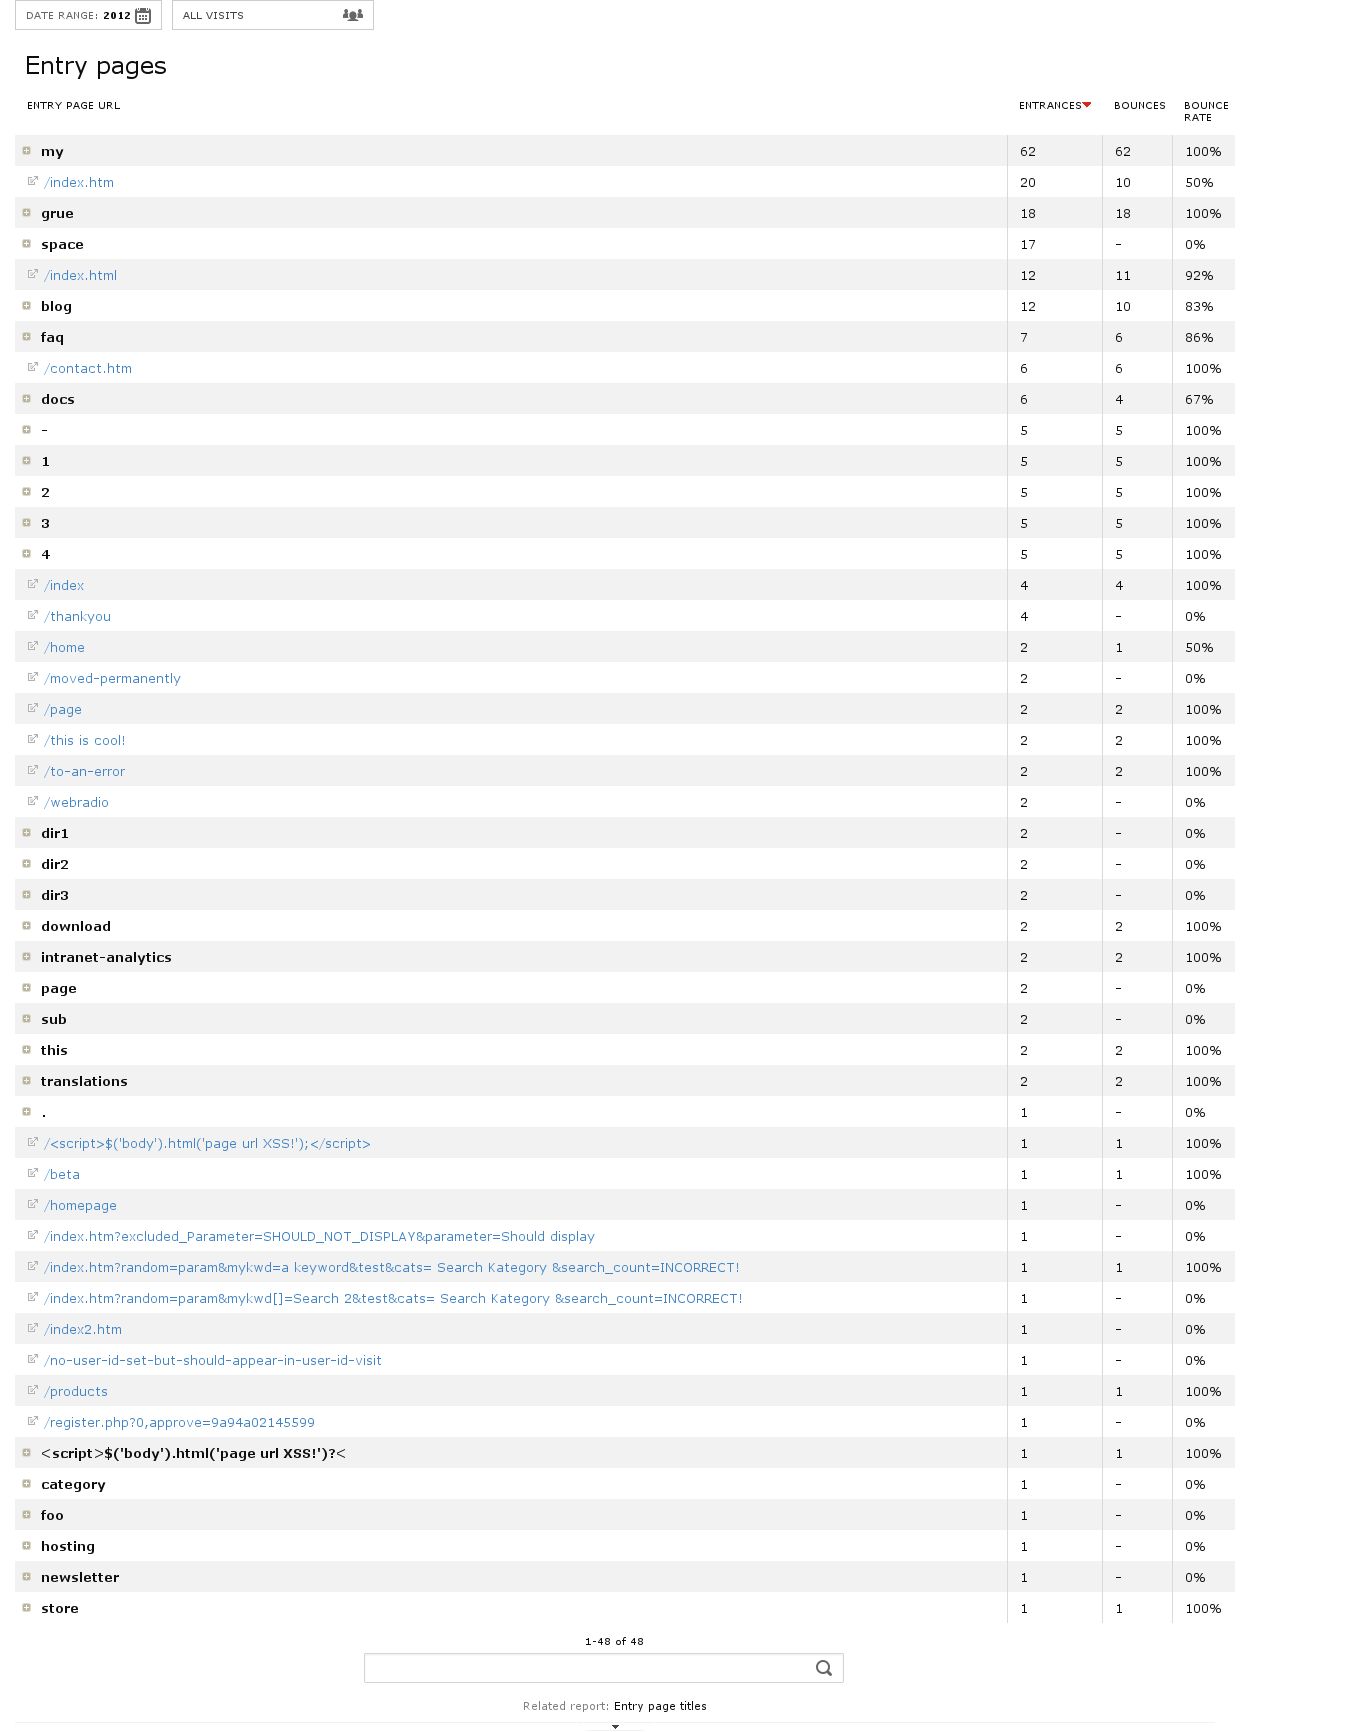 DATE RANGE: 2012 ALL VISITS
Entry pages
ENTRY PAGE URL ENTRANCES BOUNCES BOUNCE RATE
my 62 62 100%
/index.htm 20 10 50%
grue 18 18 100%
space 17 - 0%
/index.html 12 11 92%
blog 12 10 83%
faq 7 6 86%
/contact.htm 6 6 100%
docs 6 4 67%
- 5 5 100%
1 5 5 100%
2 5 5 100%
3 5 5 100%
4 5 5 100%
/index 4 4 100%
/thankyou 4 - 0%
/home 2 1 50%
/moved-permanently 2 - 0%
/page 2 2 100%
/this is cool! 2 2 100%
/to-an-error 2 2 100%
/webradio 2 - 0%
dir1 2 - 0%
dir2 2 - 0%
dir3 2 - 0%
download 2 2 100%
intranet-analytics 2 2 100%
page 2 - 0%
sub 2 - 0%
this 2 2 100%
translations 2 2 100%
. 1 - 0%
/<script>$('body').html('page url XSS!');</script> 1 1 100%
/beta 1 1 100%
/homepage 1 - 0%
/index.htm?excluded_Parameter=SHOULD_NOT_DISPLAY&parameter=Should display 1 - 0%
/index.htm?random=param&mykwd=a keyword&test&cats= Search Kategory &search_count=INCORRECT! 1 1 100%
/index.htm?random=param&mykwd[]=Search 2&test&cats= Search Kategory &search_count=INCORRECT! 1 - 0%
/index2.htm 1 - 0%
/no-user-id-set-but-should-appear-in-user-id-visit 1 - 0%
/products 1 1 100%
/register.php?0,approve=9a94a02145599 1 - 0%
<script>$('body').html('page url XSS!')?< 1 1 100%
category 1 - 0%
foo 1 - 0%
hosting 1 - 0%
newsletter 1 - 0%
store 1 1 100%
1-48 of 48
Related report: Entry page titles